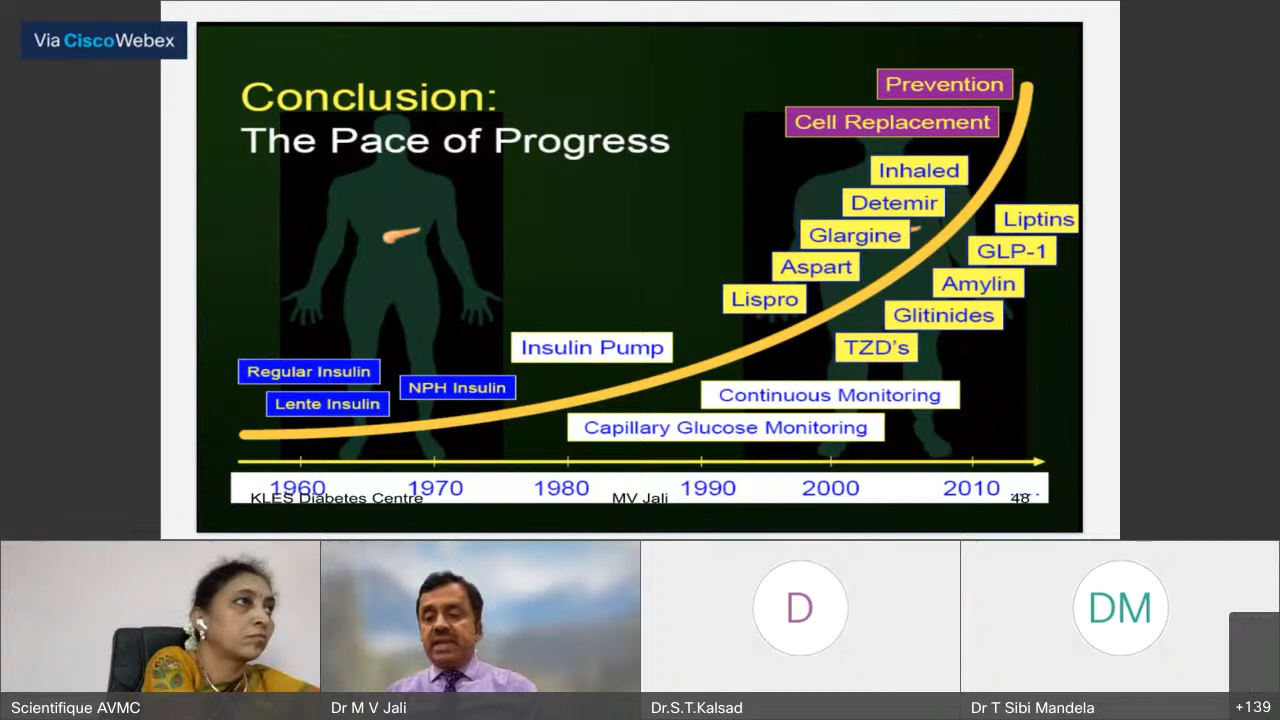 Via Cisco Webex
Conclusion:
The Pace of Progress
Prevention
Cell Replacement
Inhaled
Detemir
Liptins
Glargine
GLP-1
Aspart
Amylin
Lispro
Glitinides
Insulin Pump
TZD's
Regular Insulin
NPH Insulin
Continuous Monitoring
Lente Insulin
Capillary Glucose Monitoring
1960 1970 1980 1990 2000 2010
KLES Diabetes Centre MV Jali 48
D DM
Scientifique AVMC Dr M V Jali Dr.S.T.Kalsad Dr T Sibi Mandela +139